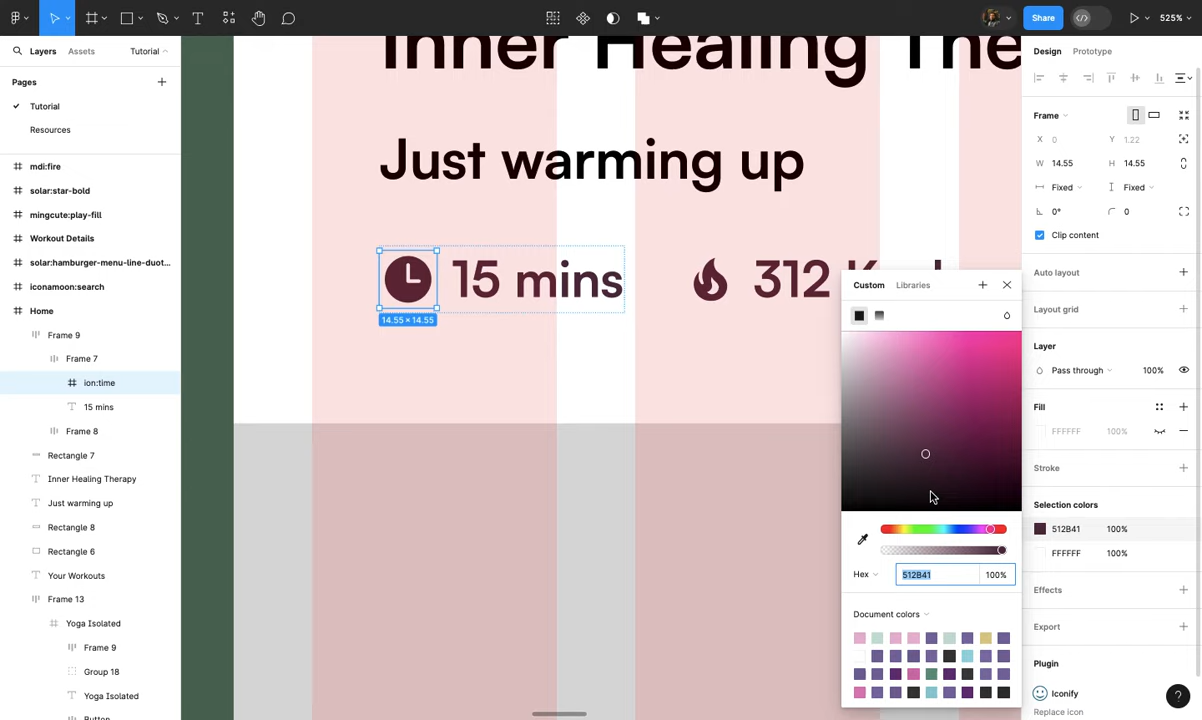 Share
525%
Layers
Assets
Tutorial
Pages
Tutorial
Resources
mdi:fire
solar:star-bold
mingcute:play-fill
Workout Details
solar:hamburger-menu-line-duot...
iconamoon:search
Home
Frame 9
Frame 7
ion:time
15 mins
Frame 8
Rectangle 7
Inner Healing Therapy
Just warming up
Rectangle 8
Rectangle 6
Your Workouts
Frame 13
Yoga Isolated
Frame 9
Group 18
Yoga Isolated
Button
Inner Healing The
Just warming up
15 mins
312 K
14.55 × 14.55
Custom
Libraries
Hex
512B41
100%
Document colors
Design
Prototype
Frame
X 0
Y 1.22
W 14.55
H 14.55
Fixed
Fixed
0°
0
Clip content
Auto layout
Layout grid
Layer
Pass through
100%
Fill
FFFFFF
100%
Stroke
Selection colors
512B41
100%
FFFFFF
100%
Effects
Export
Plugin
Iconify
Replace icon
?